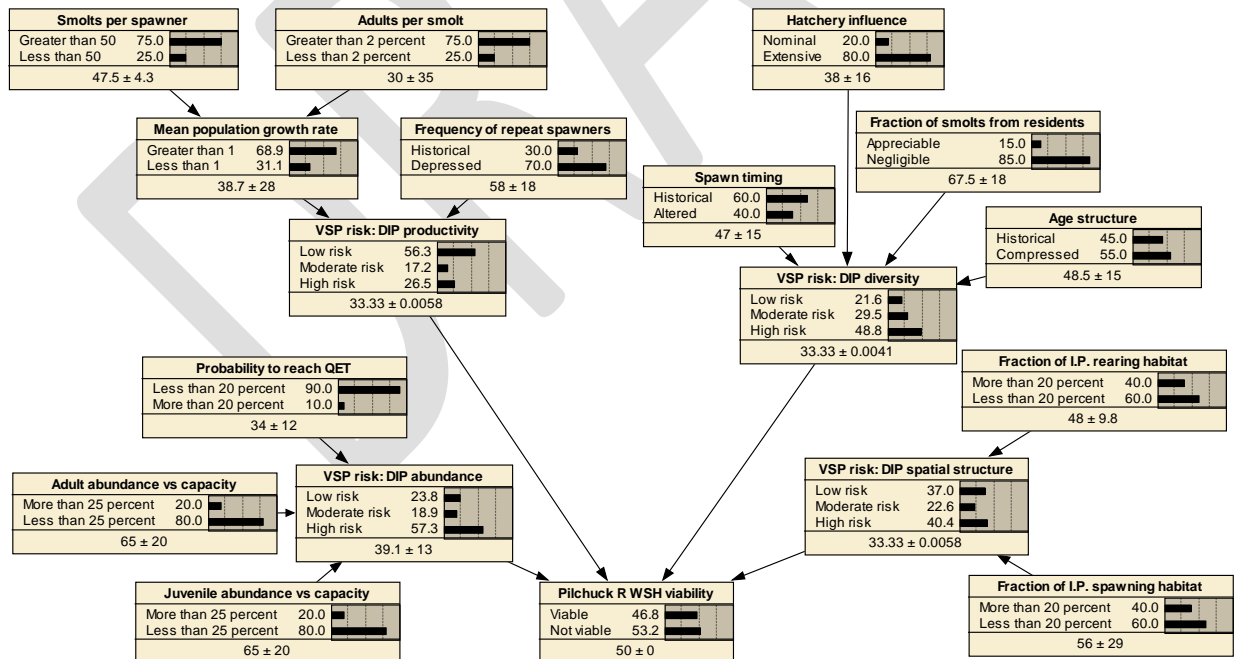 Smolts per spawner
Greater than 50 75.0
Less than 50 25.0
47.5 ± 4.3
Adults per smolt
Greater than 2 percent 75.0
Less than 2 percent 25.0
30 ± 35
Hatchery influence
Nominal 20.0
Extensive 80.0
38 ± 16
Mean population growth rate
Greater than 1 68.9
Less than 1 31.1
38.7 ± 28
Frequency of repeat spawners
Historical 30.0
Depressed 70.0
58 ± 18
Fraction of smolts from residents
Appreciable 15.0
Negligible 85.0
67.5 ± 18
Spawn timing
Historical 60.0
Altered 40.0
47 ± 15
Age structure
Historical 45.0
Compressed 55.0
48.5 ± 15
VSP risk: DIP productivity
Low risk 56.3
Moderate risk 17.2
High risk 26.5
33.33 ± 0.0058
VSP risk: DIP diversity
Low risk 21.6
Moderate risk 29.5
High risk 48.8
33.33 ± 0.0041
Probability to reach QET
Less than 20 percent 90.0
More than 20 percent 10.0
34 ± 12
Fraction of I.P. rearing habitat
More than 20 percent 40.0
Less than 20 percent 60.0
48 ± 9.8
Adult abundance vs capacity
More than 25 percent 20.0
Less than 25 percent 80.0
65 ± 20
VSP risk: DIP abundance
Low risk 23.8
Moderate risk 18.9
High risk 57.3
39.1 ± 13
VSP risk: DIP spatial structure
Low risk 37.0
Moderate risk 22.6
High risk 40.4
33.33 ± 0.0058
Juvenile abundance vs capacity
More than 25 percent 20.0
Less than 25 percent 80.0
65 ± 20
Pilchuck R WSH viability
Viable 46.8
Not viable 53.2
50 ± 0
Fraction of I.P. spawning habitat
More than 20 percent 40.0
Less than 20 percent 60.0
56 ± 29